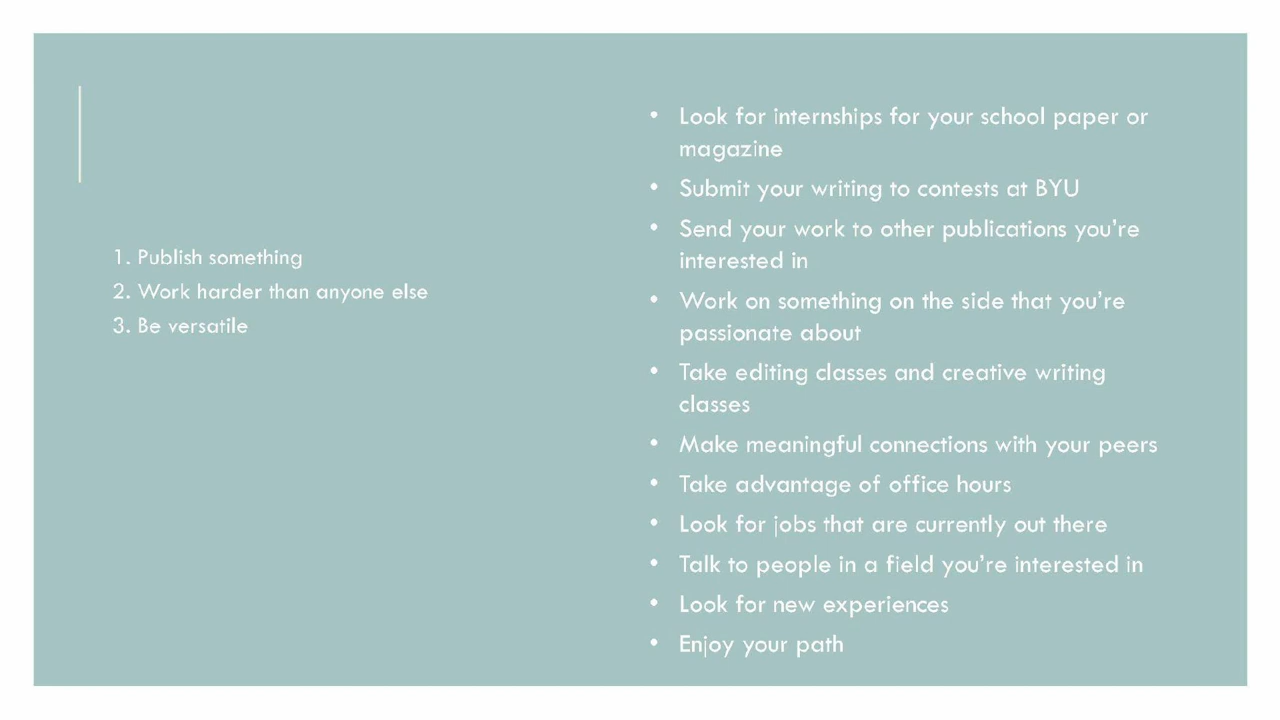 1. Publish something
2. Work harder than anyone else
3. Be versatile
• Look for internships for your school paper or
magazine
• Submit your writing to contests at BYU
• Send your work to other publications you're
interested in
• Work on something on the side that you're
passionate about
• Take editing classes and creative writing
classes
• Make meaningful connections with your peers
• Take advantage of office hours
• Look for jobs that are currently out there
• Talk to people in a field you're interested in
• Look for new experiences
• Enjoy your path